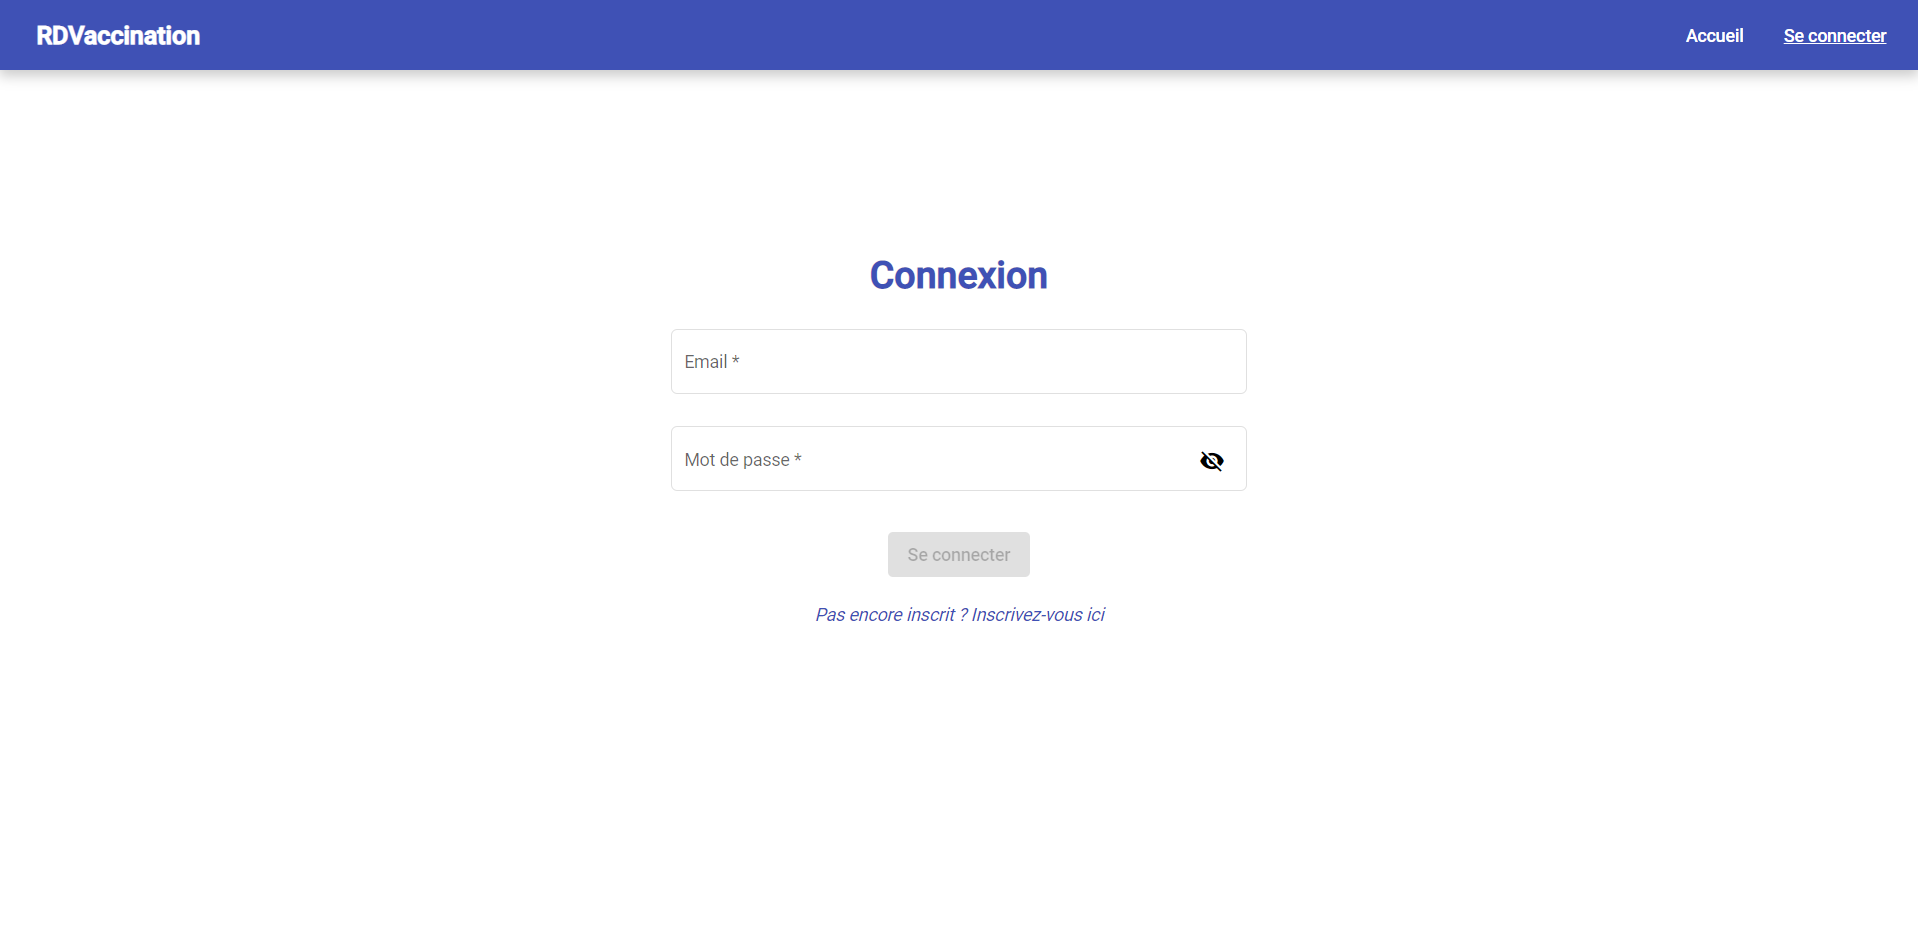 RDVaccination
Accueil
Se connecter
Connexion
Email *
Mot de passe *
Se connecter
Pas encore inscrit ? Inscrivez-vous ici